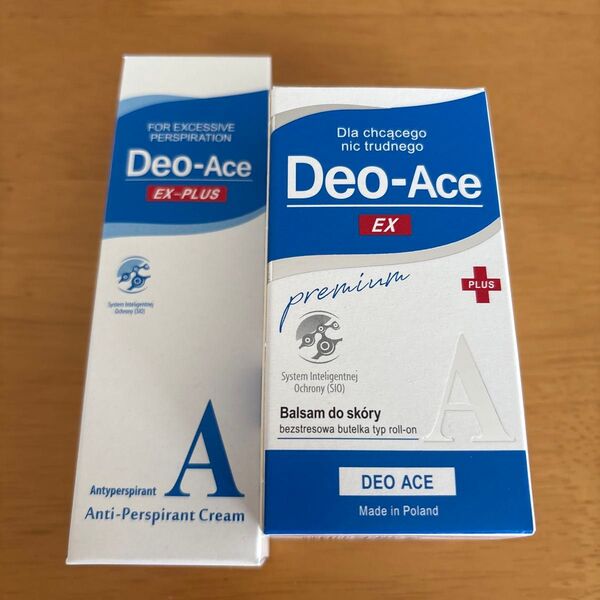 FOR EXCESSIVE
PERSPIRATION
Deo-Ace
EX-PLUS
System Inteligentnej
Ochrony (SIO)
A
Antyperspirant
Anti-Perspirant Cream
Dla chcącego
nic trudnego
Deo-Ace
EX
premium
PLUS
System Inteligentnej
Ochrony (SIO)
A
Balsam do skóry
bezstresowa butelka typ roll-on
DEO ACE
Made in Poland